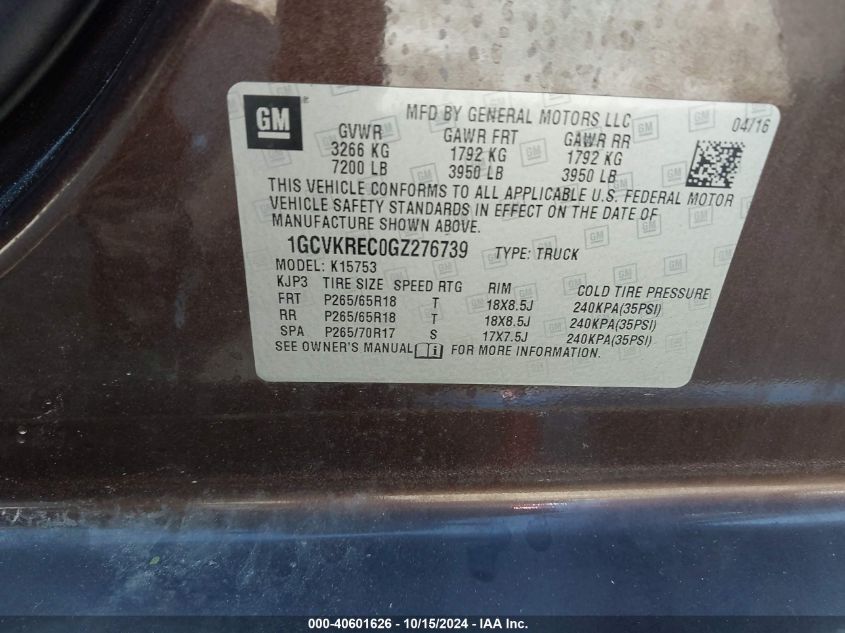 GM
MFD BY GENERAL MOTORS LLC
04/16
GVWR GAWR FRT GAWR RR
3266 KG 1792 KG 1792 KG
7200 LB 3950 LB 3950 LB
THIS VEHICLE CONFORMS TO ALL APPLICABLE U.S. FEDERAL MOTOR
VEHICLE SAFETY STANDARDS IN EFFECT ON THE DATE OF
MANUFACTURE SHOWN ABOVE.
1GCVKREC0GZ276739 TYPE: TRUCK
MODEL: K15753
KJP3 TIRE SIZE SPEED RTG RIM COLD TIRE PRESSURE
FRT P265/65R18 T 18X8.5J 240KPA(35PSI)
RR P265/65R18 T 18X8.5J 240KPA(35PSI)
SPA P265/70R17 S 17X7.5J 240KPA(35PSI)
SEE OWNER'S MANUAL FOR MORE INFORMATION.
000-40601626 - 10/15/2024 - IAA Inc.